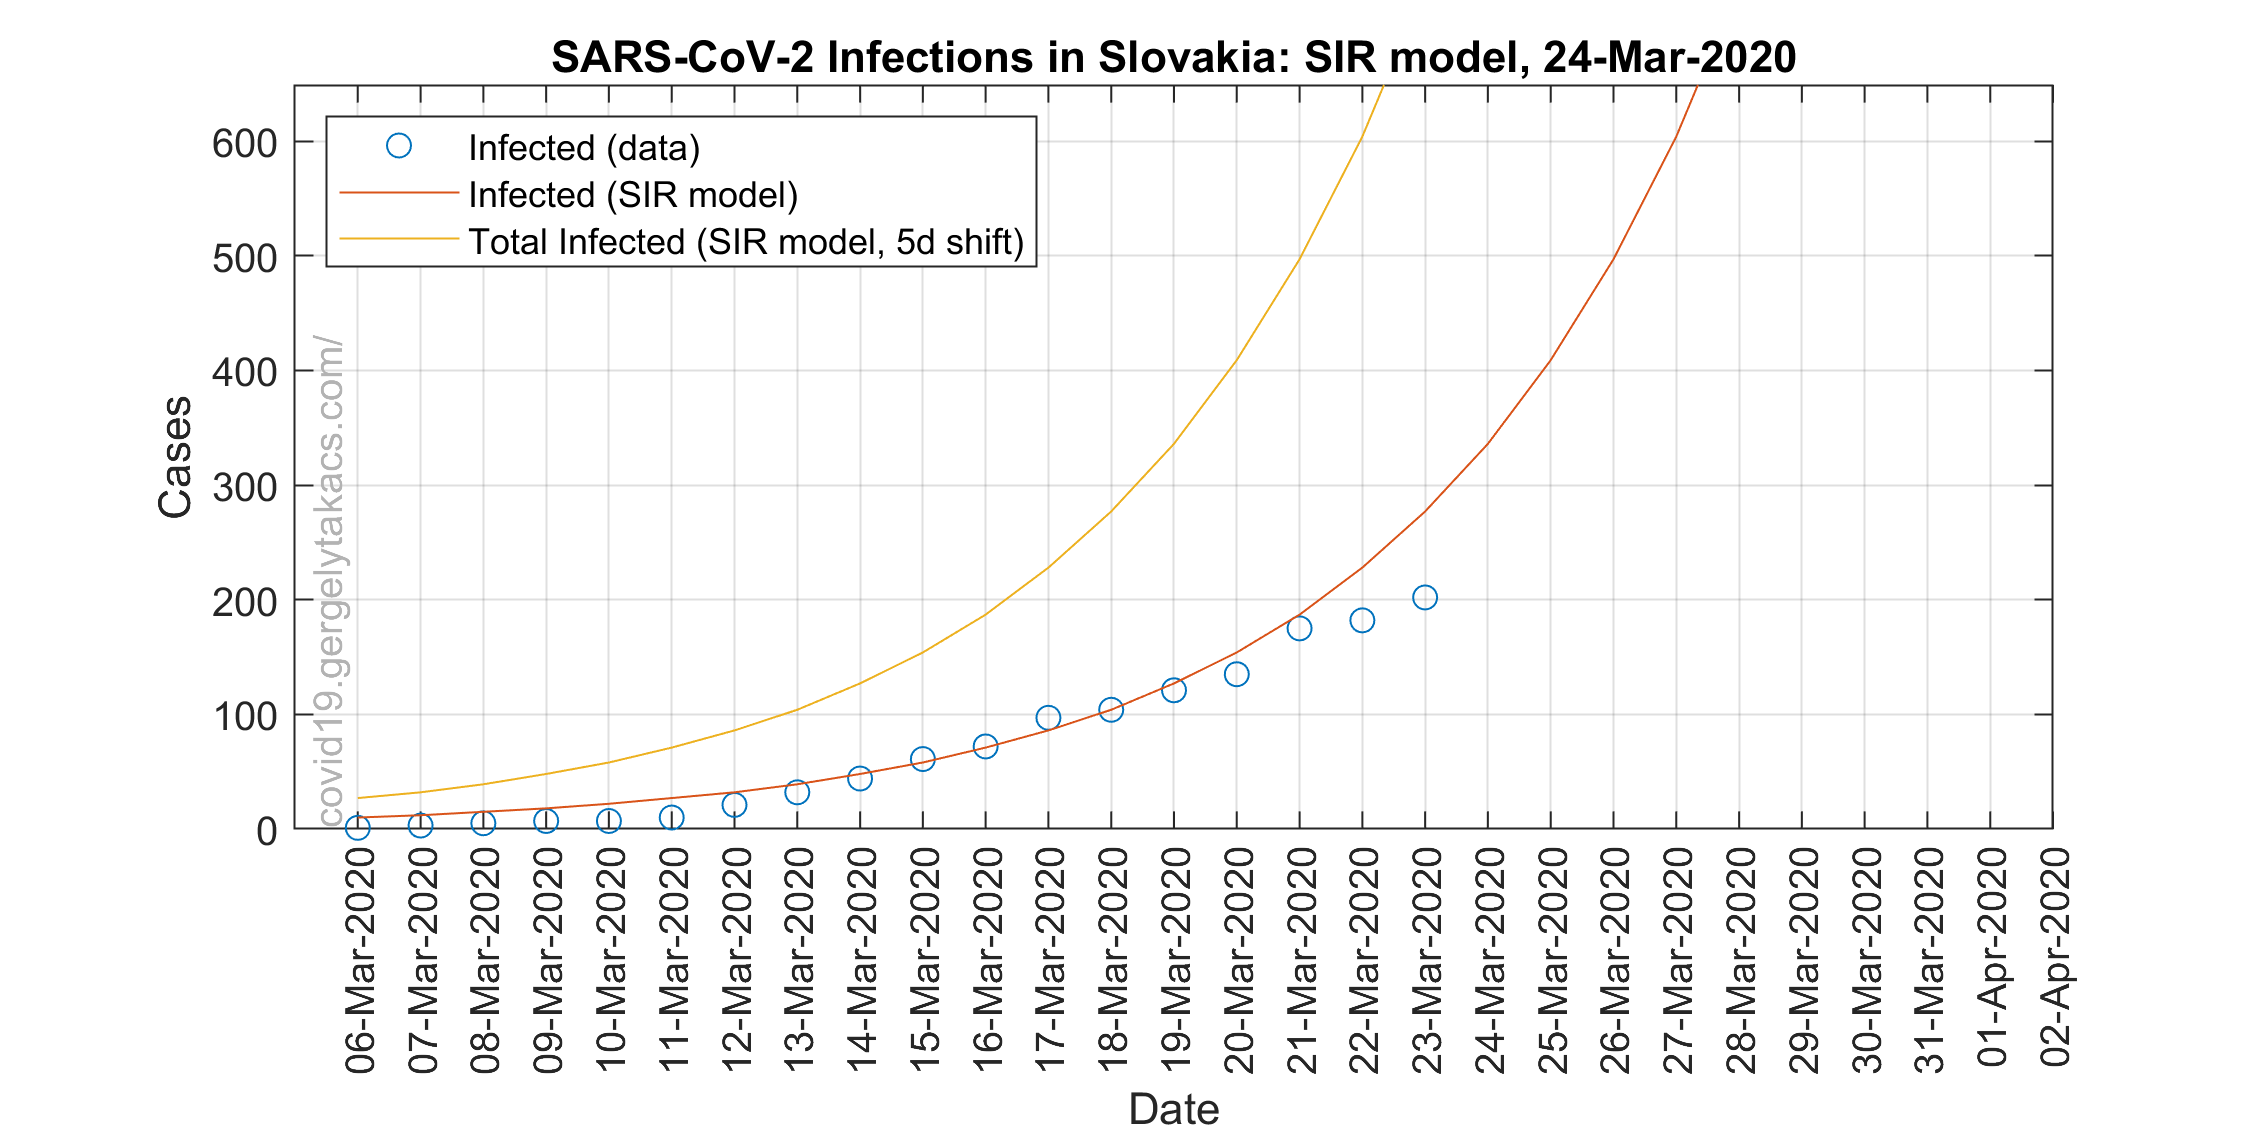 SARS-CoV-2 Infections in Slovakia: SIR model, 24-Mar-2020
Infected (data)
Infected (SIR model)
Total Infected (SIR model, 5d shift)
600
500
400
300
200
100
0
Cases
covid19.gergelytakacs.com/
06-Mar-2020
07-Mar-2020
08-Mar-2020
09-Mar-2020
10-Mar-2020
11-Mar-2020
12-Mar-2020
13-Mar-2020
14-Mar-2020
15-Mar-2020
16-Mar-2020
17-Mar-2020
18-Mar-2020
19-Mar-2020
20-Mar-2020
21-Mar-2020
22-Mar-2020
23-Mar-2020
24-Mar-2020
25-Mar-2020
26-Mar-2020
27-Mar-2020
28-Mar-2020
29-Mar-2020
30-Mar-2020
31-Mar-2020
01-Apr-2020
02-Apr-2020
Date